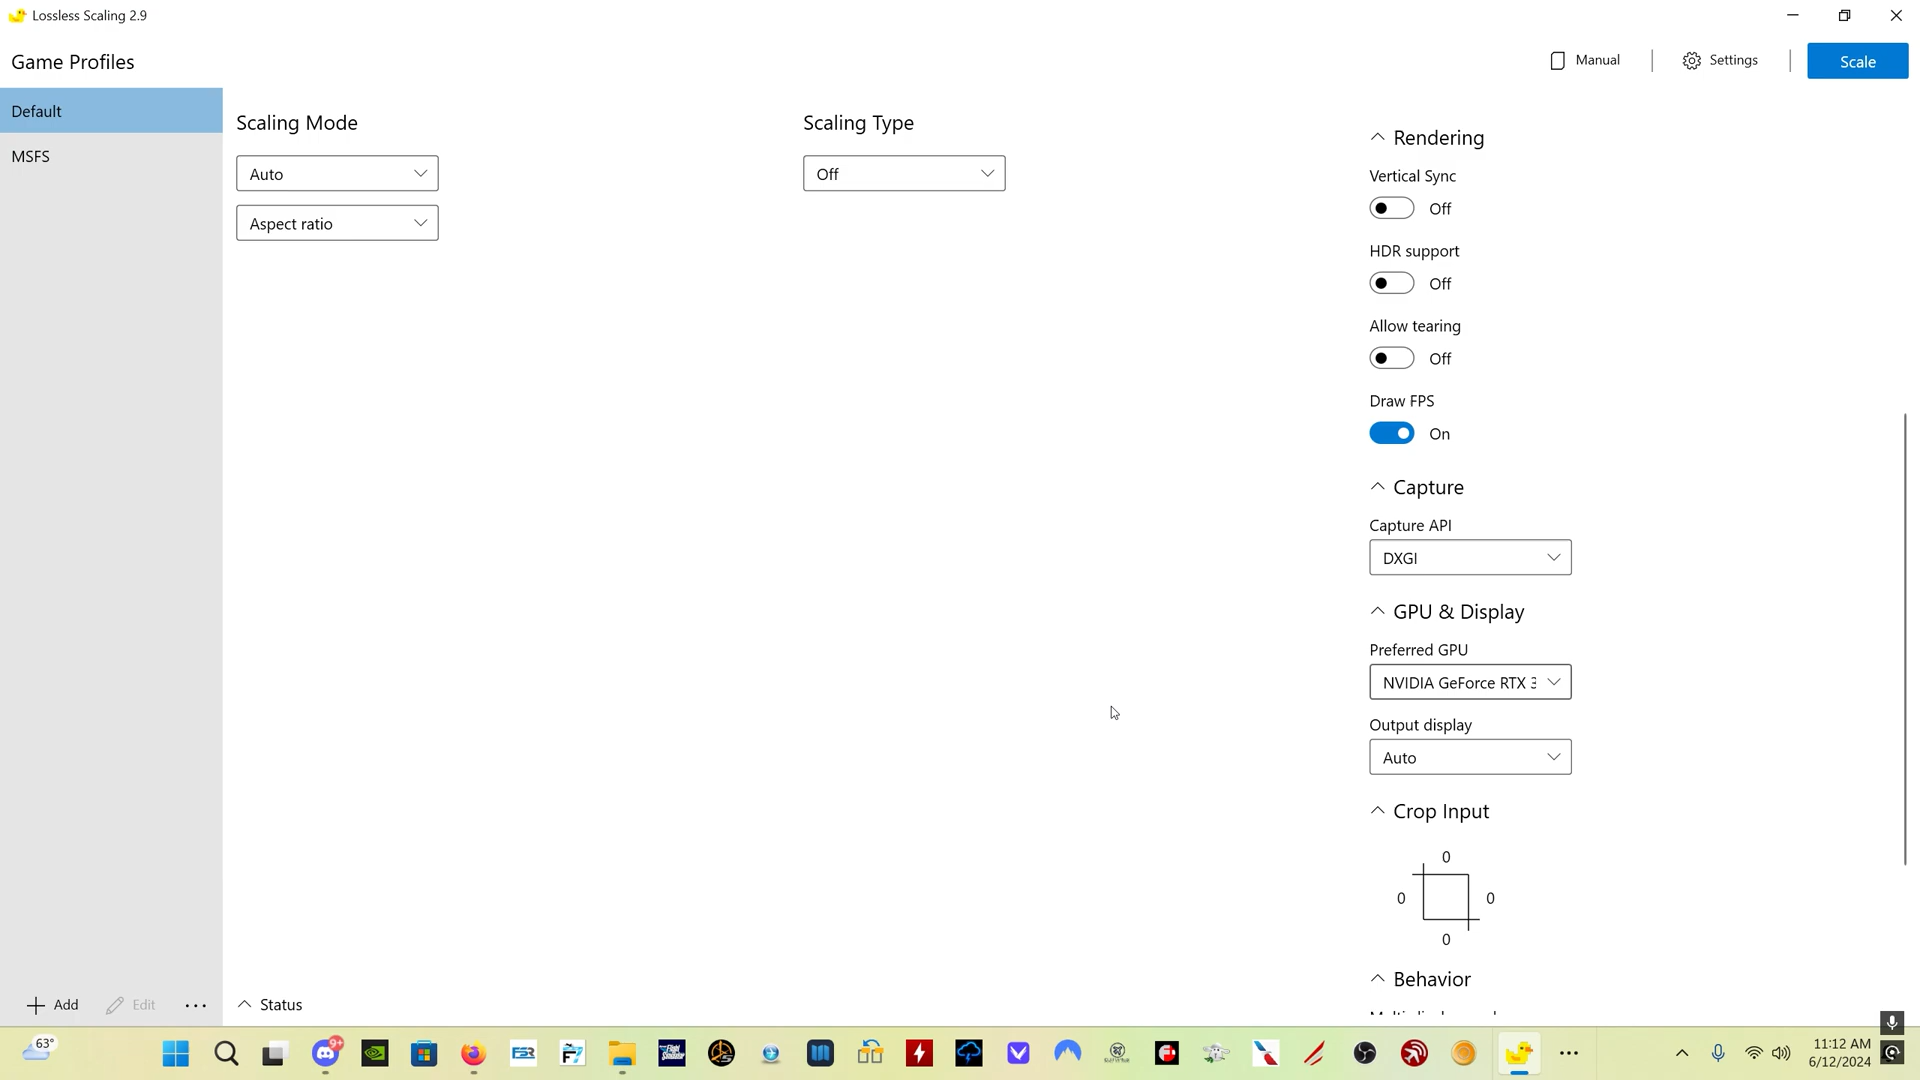 Lossless Scaling 2.9
Game Profiles
Manual
Settings
Scale
Default
MSFS
Scaling Mode
Auto
Aspect ratio
Scaling Type
Off
Rendering
Vertical Sync
Off
HDR support
Off
Allow tearing
Off
Draw FPS
On
Capture
Capture API
DXGI
GPU & Display
Preferred GPU
NVIDIA GeForce RTX 3
Output display
Auto
Crop Input
0
0 0
0
Behavior
Add
Edit
Status
63°
9+
FSR
11:12 AM
6/12/2024